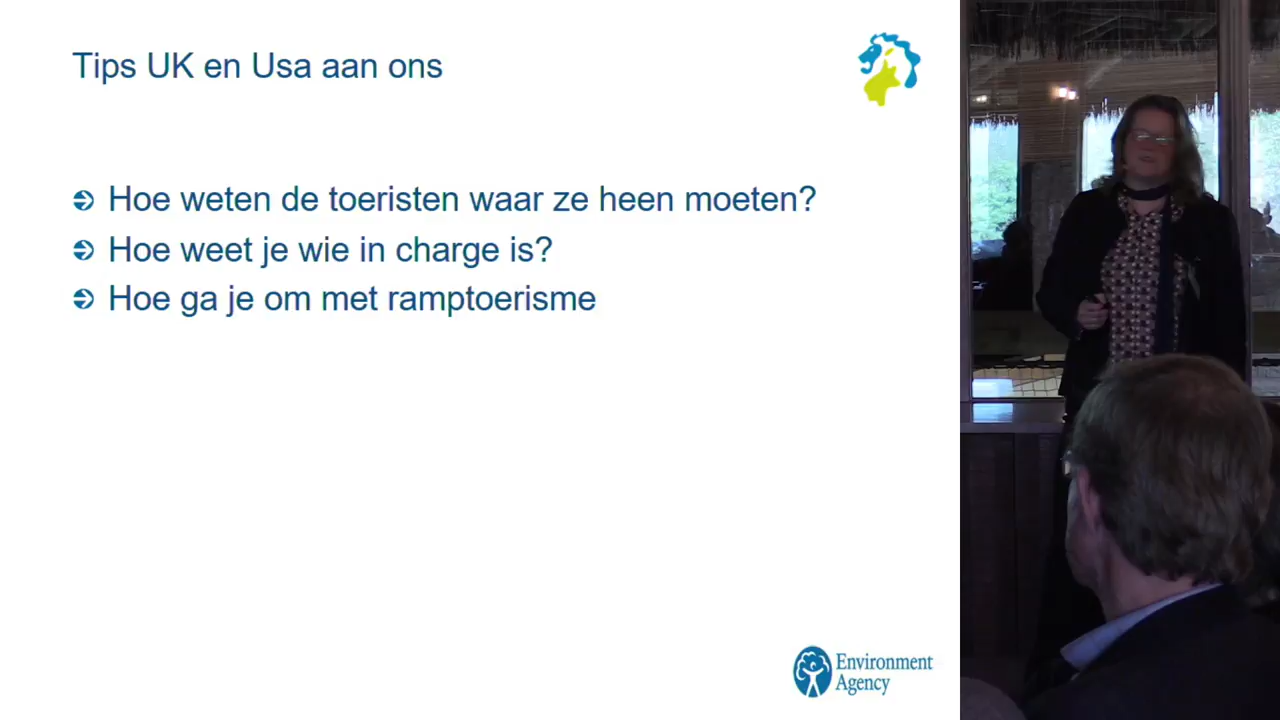 Tips UK en Usa aan ons
Hoe weten de toeristen waar ze heen moeten?
Hoe weet je wie in charge is?
Hoe ga je om met ramptoerisme
Environment
Agency